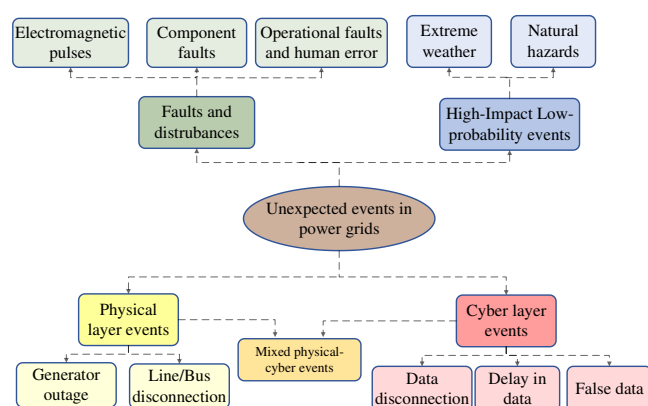 Electromagnetic
pulses
Component
faults
Operational faults
and human error
Extreme
weather
Natural
hazards
Faults and
distrubances
High-Impact Low-
probability events
Unexpected events in
power grids
Physical
layer events
Cyber layer
events
Mixed physical-
cyber events
Generator
outage
Line/Bus
disconnection
Data
disconnection
Delay in
data
False data